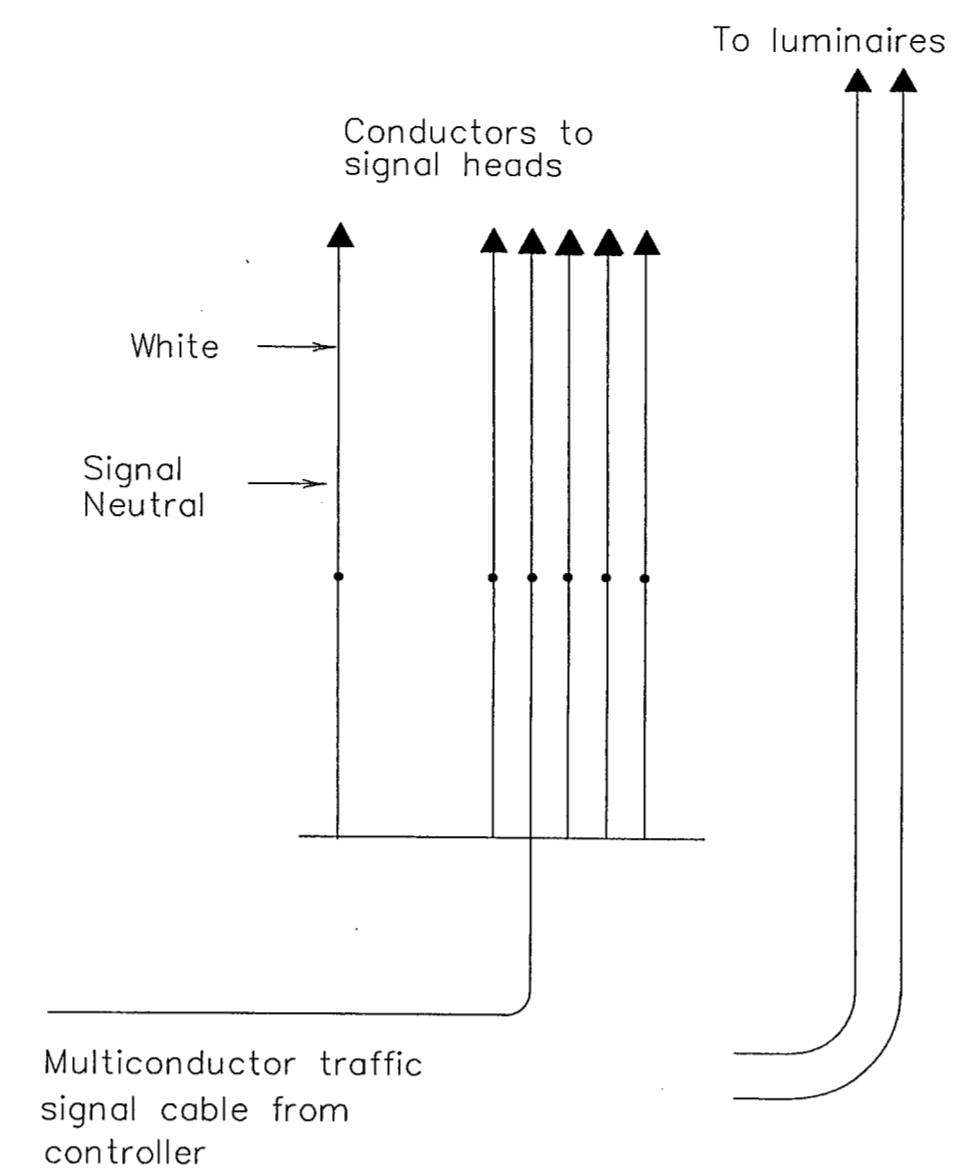 To luminaires
Conductors to
signal heads
White
Signal
Neutral
Multiconductor traffic
signal cable from
controller